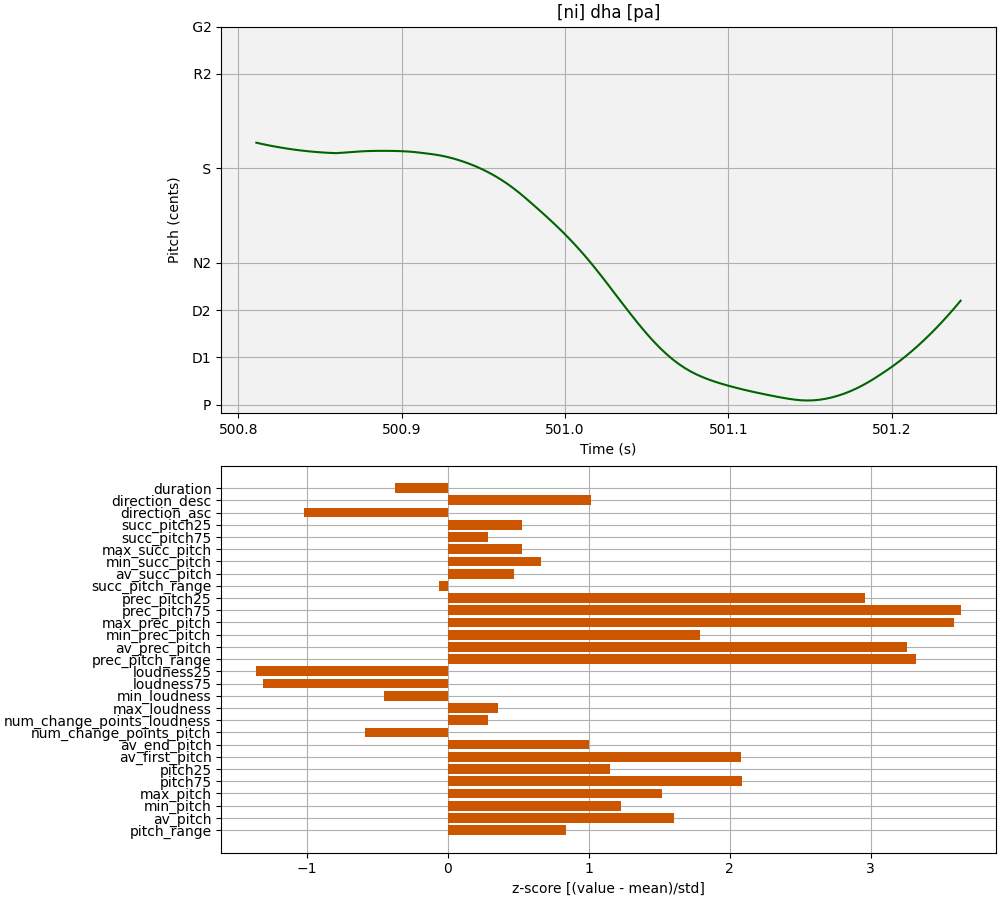 [ni] dha [pa]
G2
R2
S
N2
D2
D1
P
Pitch (cents)
500.8 500.9 501.0 501.1 501.2
Time (s)
duration
direction_desc
direction_asc
succ_pitch25
succ_pitch75
max_succ_pitch
min_succ_pitch
av_succ_pitch
succ_pitch_range
prec_pitch25
prec_pitch75
max_prec_pitch
min_prec_pitch
av_prec_pitch
prec_pitch_range
loudness25
loudness75
min_loudness
max_loudness
num_change_points_loudness
num_change_points_pitch
av_end_pitch
av_first_pitch
pitch25
pitch75
max_pitch
min_pitch
av_pitch
pitch_range
−1 0 1 2 3
z-score [(value - mean)/std]